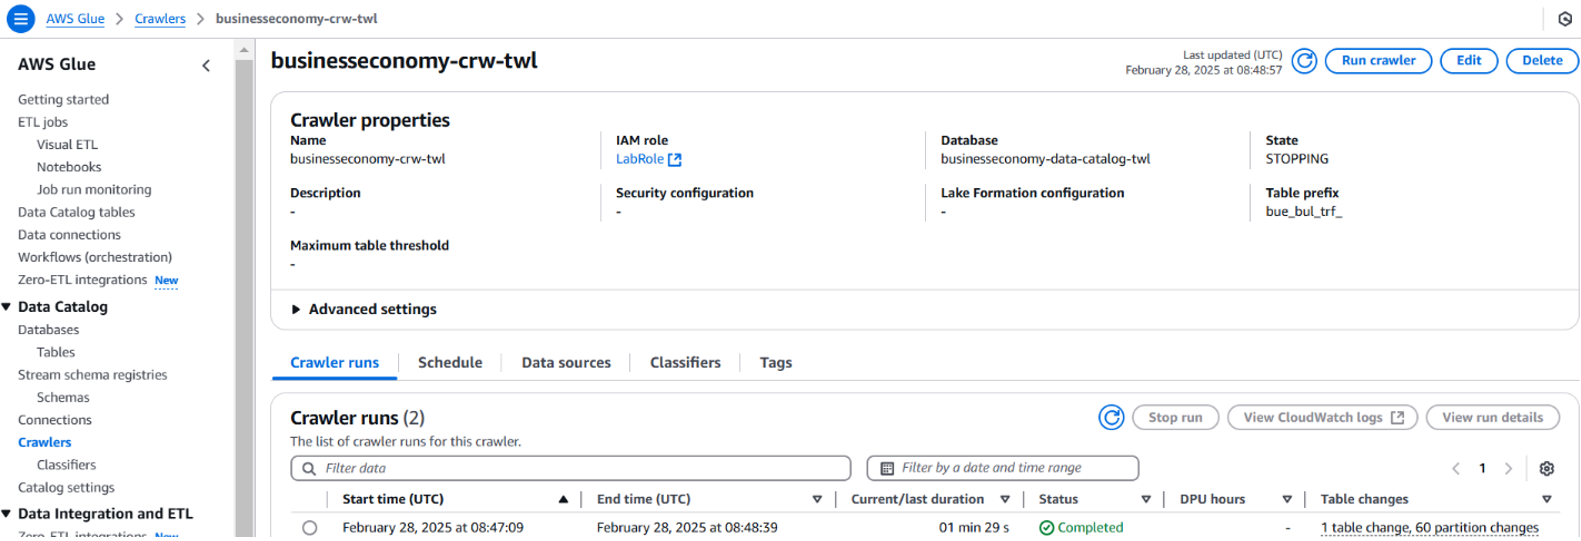 AWS Glue > Crawlers > businesseconomy-crw-twl
AWS Glue
Getting started
ETL jobs
Visual ETL
Notebooks
Job run monitoring
Data Catalog tables
Data connections
Workflows (orchestration)
Zero-ETL integrations New
Data Catalog
Databases
Tables
Stream schema registries
Schemas
Connections
Crawlers
Classifiers
Catalog settings
Data Integration and ETL
Zero-ETL integrations New
businesseconomy-crw-twl
Last updated (UTC)
February 28, 2025 at 08:48:57
Run crawler Edit Delete
Crawler properties
Name IAM role Database State
businesseconomy-crw-twl LabRole businesseconomy-data-catalog-twl STOPPING
Description Security configuration Lake Formation configuration Table prefix
- - - bue_bul_trf_
Maximum table threshold
-
Advanced settings
Crawler runs Schedule Data sources Classifiers Tags
Crawler runs (2) Stop run View CloudWatch logs View run details
The list of crawler runs for this crawler.
Filter data Filter by a date and time range < 1 >
Start time (UTC) End time (UTC) Current/last duration Status DPU hours Table changes
February 28, 2025 at 08:47:09 February 28, 2025 at 08:48:39 01 min 29 s Completed - 1 table change, 60 partition changes